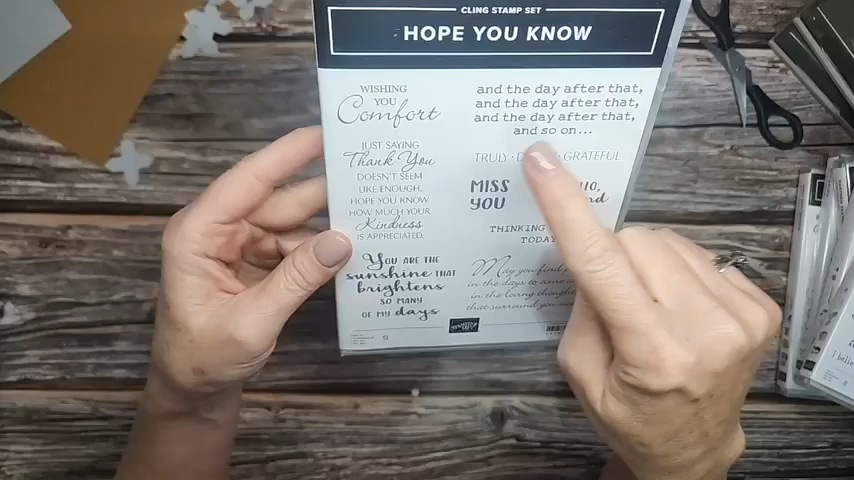 CLING STAMP SET
HOPE YOU KNOW
WISHING
YOU
Comfort
JUST SAYING
Thank You
DOESN'T SEEM
LIKE ENOUGH,
HOPE YOU KNOW
HOW MUCH YOUR
Kindness
IS APPRECIATED.
YOU ARE THE
sunshine THAT
brightens
SO MANY
OF MY days
and the day after that,
and the day after that,
and the day after that,
and so on...
TRULY · GRATEFUL
MISS
YOU
THINKING
TODAY
May you find
in the days to come
in the loving
that surround you